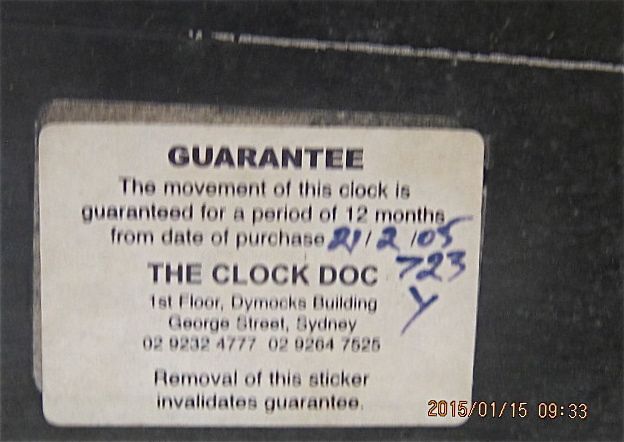 GUARANTEE
The movement of this clock is
guaranteed for a period of 12 months
from date of purchase 21/2/05
THE CLOCK DOC 723
1st Floor, Dymocks Building Y
George Street, Sydney
02 9232 4777 02 9264 7525
Removal of this sticker
invalidates guarantee.
2015/01/15 09:33